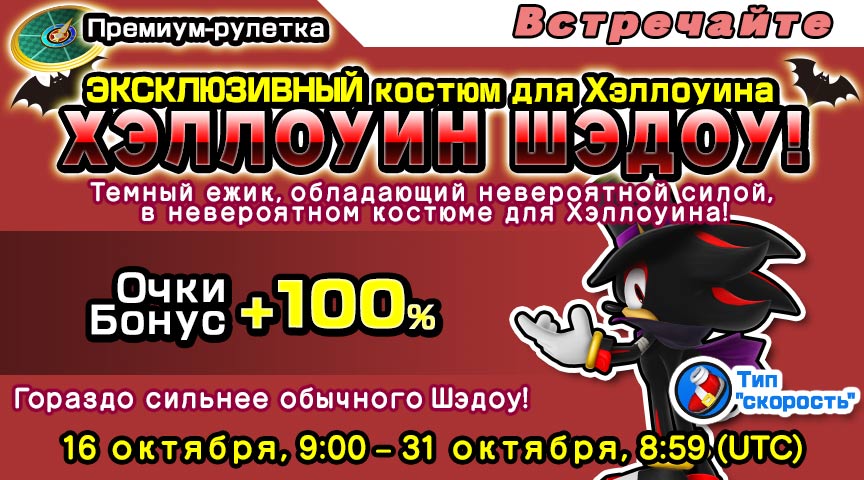 Премиум-рулетка
Встречайте
ЭКСКЛЮЗИВНЫЙ костюм для Хэллоуина
ХЭЛЛОУИН ШЭДОУ!
Темный ежик, обладающий невероятной силой,
в невероятном костюме для Хэллоуина!
Очки
Бонус +100%
Тип
"скорость"
Гораздо сильнее обычного Шэдоу!
16 октября, 9:00 – 31 октября, 8:59 (UTC)